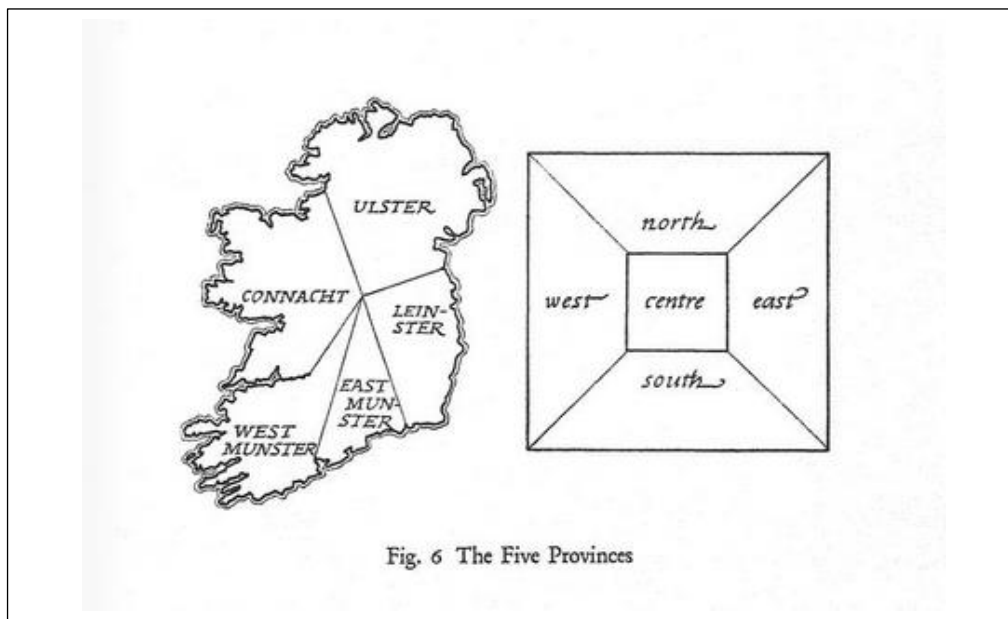 ULSTER
CONNACHT
LEIN-
STER
EAST
MUN-
STER
WEST
MUNSTER
north
west
centre
east
south
Fig. 6 The Five Provinces